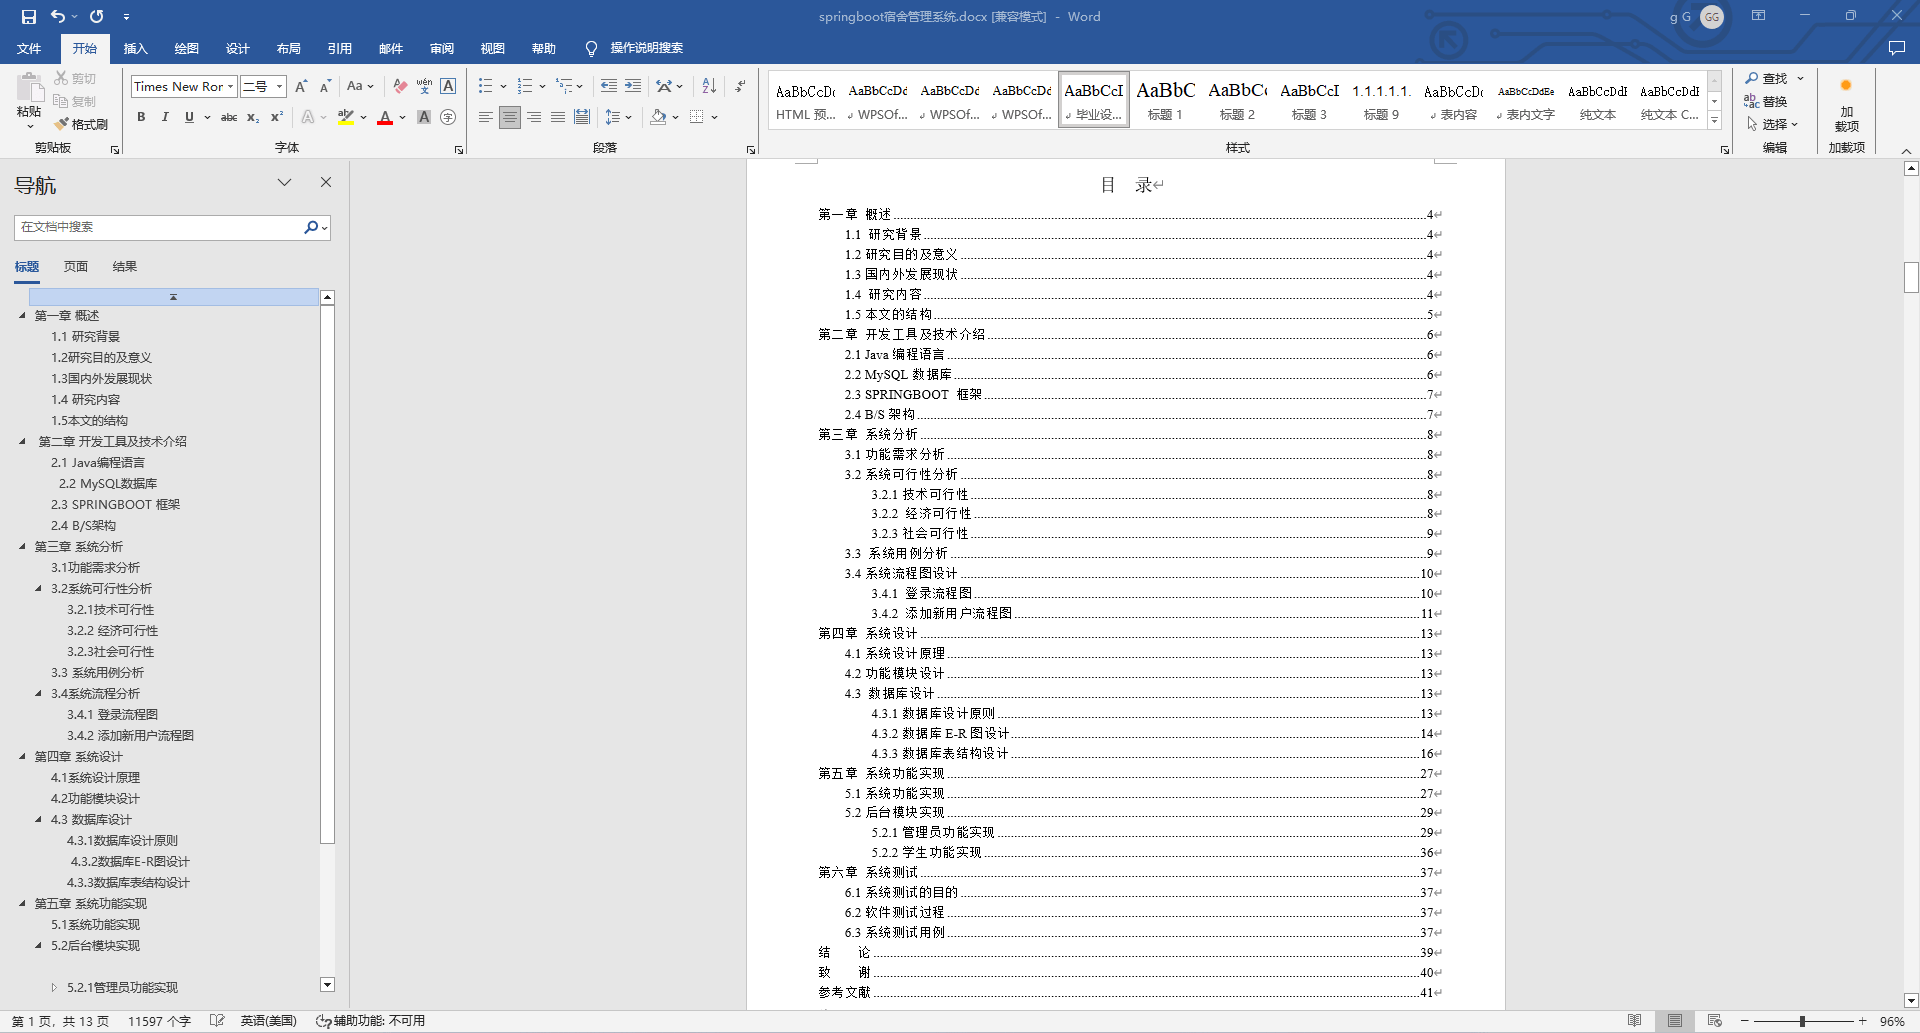 springboot宿舍管理系统.docx [兼容模式] - Word
g G
GG
文件 开始 插入 绘图 设计 布局 引用 邮件 审阅 视图 帮助 操作说明搜索
粘贴
剪切
复制
格式刷
剪贴板
Times New Ror 二号
字体
段落
AaBbCcDc HTML 预...
AaBbCcDd WPSOf...
AaBbCcDd WPSOf...
AaBbCcDd WPSOf...
AaBbCcI 毕业设...
AaBbC 标题 1
AaBbCc 标题 2
AaBbCcI 标题 3
1.1.1.1.1. 标题 9
AaBbCcDc 表内容
AaBbCcDdEe 表内文字
AaBbCcDdI 纯文本
AaBbCcDdI 纯文本 C...
样式
查找
替换
选择
编辑
加
载项
加载项
导航
在文档中搜索
标题 页面 结果
第一章 概述
1.1 研究背景
1.2研究目的及意义
1.3国内外发展现状
1.4 研究内容
1.5本文的结构
第二章 开发工具及技术介绍
2.1 Java编程语言
2.2 MySQL数据库
2.3 SPRINGBOOT 框架
2.4 B/S架构
第三章 系统分析
3.1功能需求分析
3.2系统可行性分析
3.2.1技术可行性
3.2.2 经济可行性
3.2.3社会可行性
3.3 系统用例分析
3.4系统流程分析
3.4.1 登录流程图
3.4.2 添加新用户流程图
第四章 系统设计
4.1系统设计原理
4.2功能模块设计
4.3 数据库设计
4.3.1数据库设计原则
4.3.2数据库E-R图设计
4.3.3数据库表结构设计
第五章 系统功能实现
5.1系统功能实现
5.2后台模块实现
5.2.1管理员功能实现
目 录
第一章 概述 4
1.1 研究背景 4
1.2 研究目的及意义 4
1.3 国内外发展现状 4
1.4 研究内容 4
1.5 本文的结构 5
第二章 开发工具及技术介绍 6
2.1 Java 编程语言 6
2.2 MySQL 数据库 6
2.3 SPRINGBOOT 框架 7
2.4 B/S 架构 7
第三章 系统分析 8
3.1 功能需求分析 8
3.2 系统可行性分析 8
3.2.1 技术可行性 8
3.2.2 经济可行性 8
3.2.3 社会可行性 9
3.3 系统用例分析 9
3.4 系统流程图设计 10
3.4.1 登录流程图 10
3.4.2 添加新用户流程图 11
第四章 系统设计 13
4.1 系统设计原理 13
4.2 功能模块设计 13
4.3 数据库设计 13
4.3.1 数据库设计原则 13
4.3.2 数据库 E-R 图设计 14
4.3.3 数据库表结构设计 16
第五章 系统功能实现 27
5.1 系统功能实现 27
5.2 后台模块实现 29
5.2.1 管理员功能实现 29
5.2.2 学生功能实现 36
第六章 系统测试 37
6.1 系统测试的目的 37
6.2 软件测试过程 37
6.3 系统测试用例 37
结 论 39
致 谢 40
参考文献 41
第 1 页，共 13 页 11597 个字 英语(美国) 辅助功能: 不可用 96%